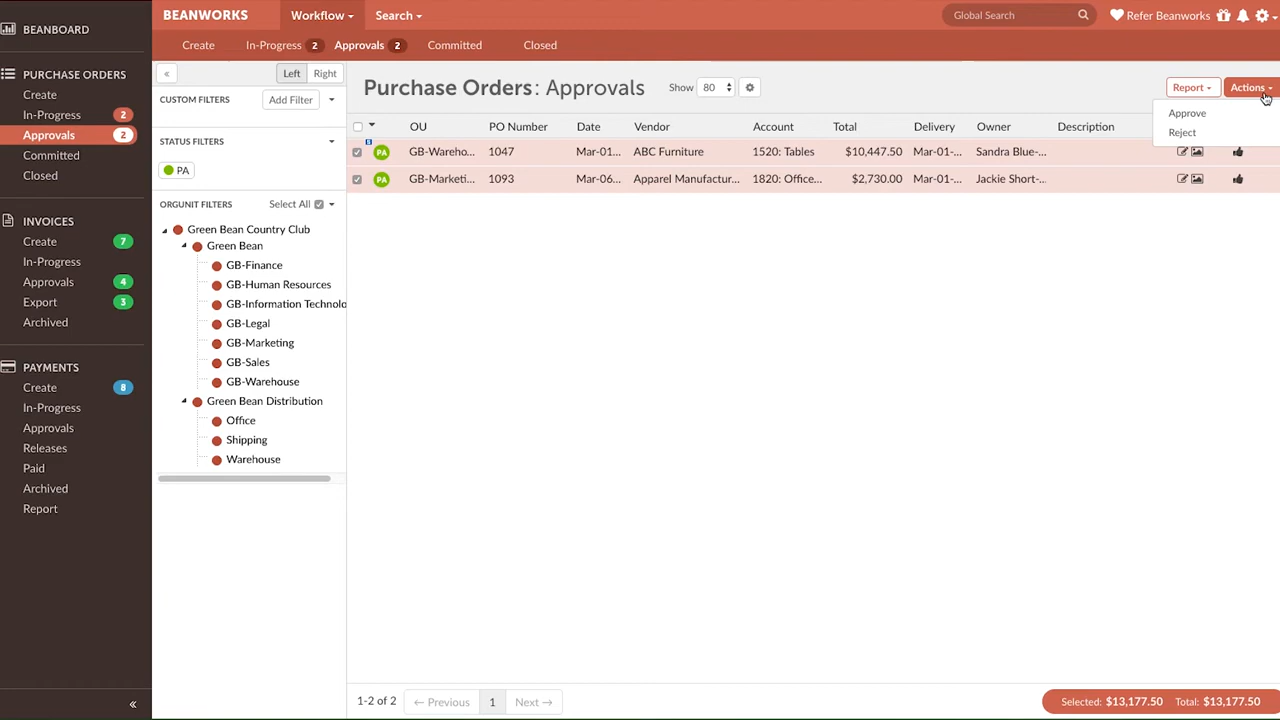 BEANBOARD
PURCHASE ORDERS
Create
In-Progress 2
Approvals 2
Committed
Closed
INVOICES
Create 7
In-Progress
Approvals 4
Export 3
Archived
PAYMENTS
Create 8
In-Progress
Approvals
Releases
Paid
Archived
Report
«
BEANWORKS Workflow Search Global Search Refer Beanworks
Create In-Progress 2 Approvals 2 Committed Closed
« Left Right
CUSTOM FILTERS Add Filter
STATUS FILTERS
PA
ORGUNIT FILTERS Select All
Green Bean Country Club
Green Bean
GB-Finance
GB-Human Resources
GB-Information Technolo
GB-Legal
GB-Marketing
GB-Sales
GB-Warehouse
Green Bean Distribution
Office
Shipping
Warehouse
Purchase Orders: Approvals Show 80 Report Actions
Approve
Reject
OU PO Number Date Vendor Account Total Delivery Owner Description
PA GB-Wareho... 1047 Mar-01... ABC Furniture 1520: Tables $10,447.50 Mar-01-... Sandra Blue-...
PA GB-Marketi... 1093 Mar-06... Apparel Manufactur... 1820: Office... $2,730.00 Mar-01-... Jackie Short-...
1-2 of 2 ← Previous 1 Next → Selected: $13,177.50 Total: $13,177.50